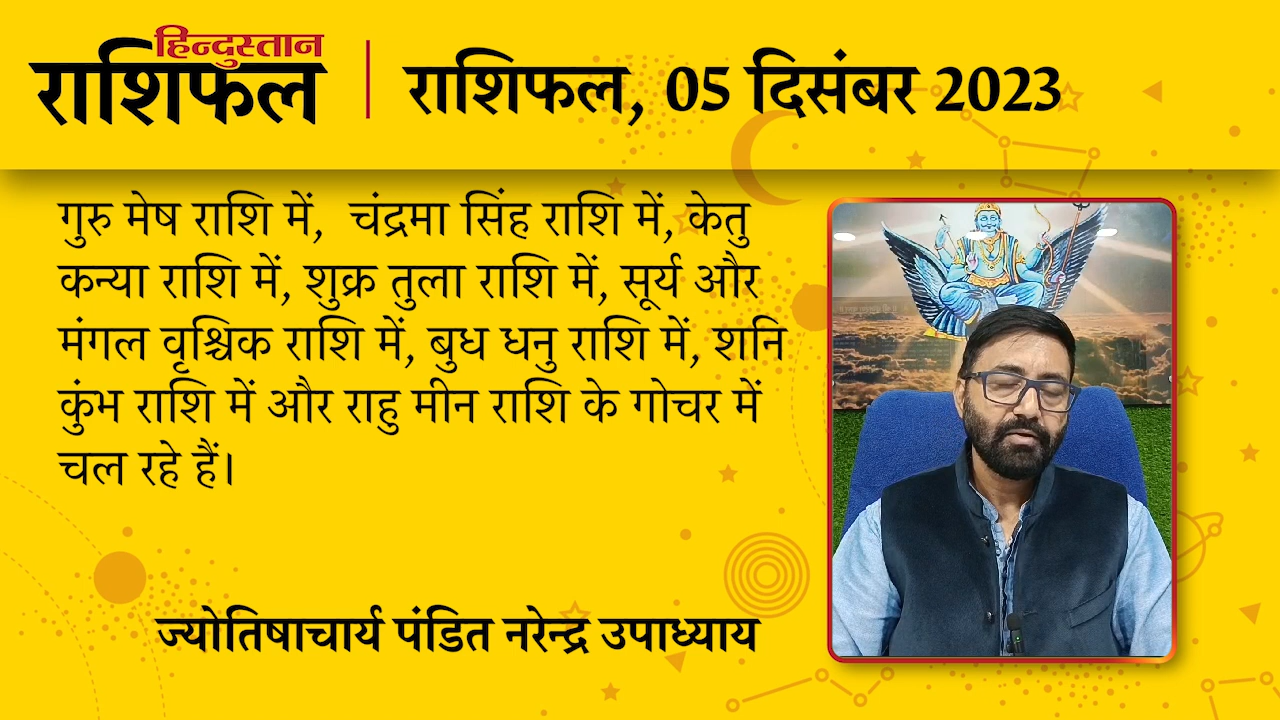 हिन्दुस्तान
राशिफल
राशिफल, 05 दिसंबर 2023
गुरु मेष राशि में, चंद्रमा सिंह राशि में, केतु
कन्या राशि में, शुक्र तुला राशि में, सूर्य और
मंगल वृश्चिक राशि में, बुध धनु राशि में, शनि
कुंभ राशि में और राहु मीन राशि के गोचर में
चल रहे हैं।
ज्योतिषाचार्य पंडित नरेन्द्र उपाध्याय